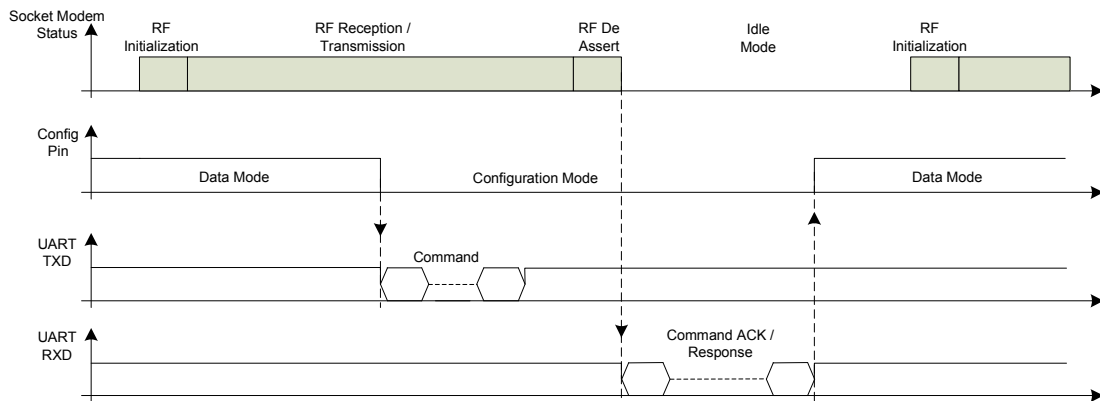 Socket Modem
Status
RF
Initialization
RF Reception /
Transmission
RF De
Assert
Idle
Mode
RF
Initialization
Config
Pin
Data Mode
Configuration Mode
Data Mode
UART
TXD
Command
UART
RXD
Command ACK /
Response